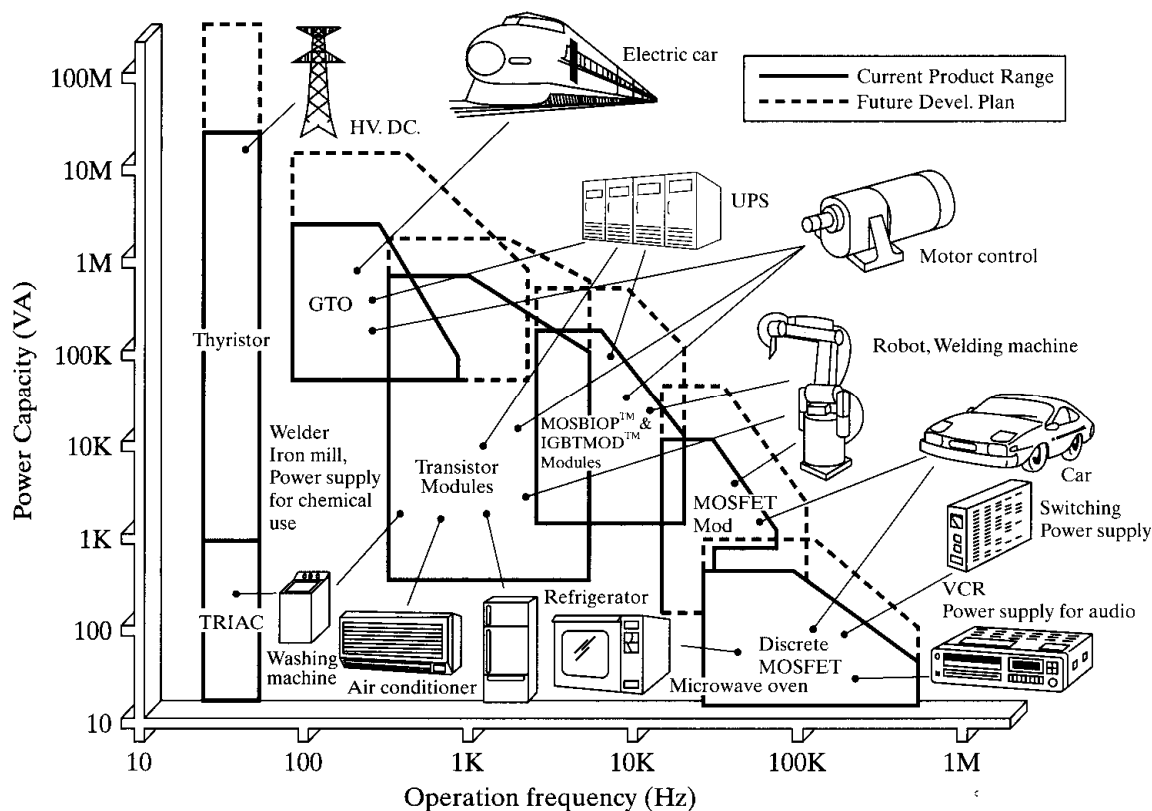 100M
10M
1M
100K
10K
1K
100
10
Power Capacity (VA)
10
100
1K
10K
100K
1M
Operation frequency (Hz)
Current Product Range
Future Devel. Plan
Electric car
HV. DC.
UPS
Motor control
GTO
Thyristor
Robot, Welding machine
Welder
Iron mill,
Power supply
for chemical
use
Transistor
Modules
MOSBIOP™ &
IGBTMOD™
Modules
MOSFET
Mod
Car
Switching
Power supply
TRIAC
Washing
machine
Air conditioner
Refrigerator
Microwave oven
Discrete
MOSFET
VCR
Power supply for audio